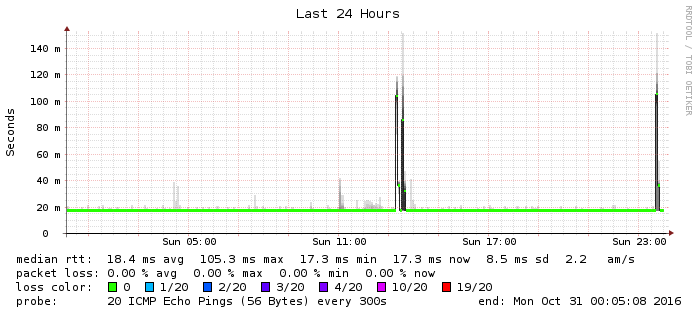 Last 24 Hours
RRDTOOL / TOBI OETIKER
Seconds
140 m
120 m
100 m
80 m
60 m
40 m
20 m
0
Sun 05:00 Sun 11:00 Sun 17:00 Sun 23:00
median rtt: 18.4 ms avg 105.3 ms max 17.3 ms min 17.3 ms now 8.5 ms sd 2.2 am/s
packet loss: 0.00 % avg 0.00 % max 0.00 % min 0.00 % now
loss color: 0 1/20 2/20 3/20 4/20 10/20 19/20
probe: 20 ICMP Echo Pings (56 Bytes) every 300s end: Mon Oct 31 00:05:08 2016